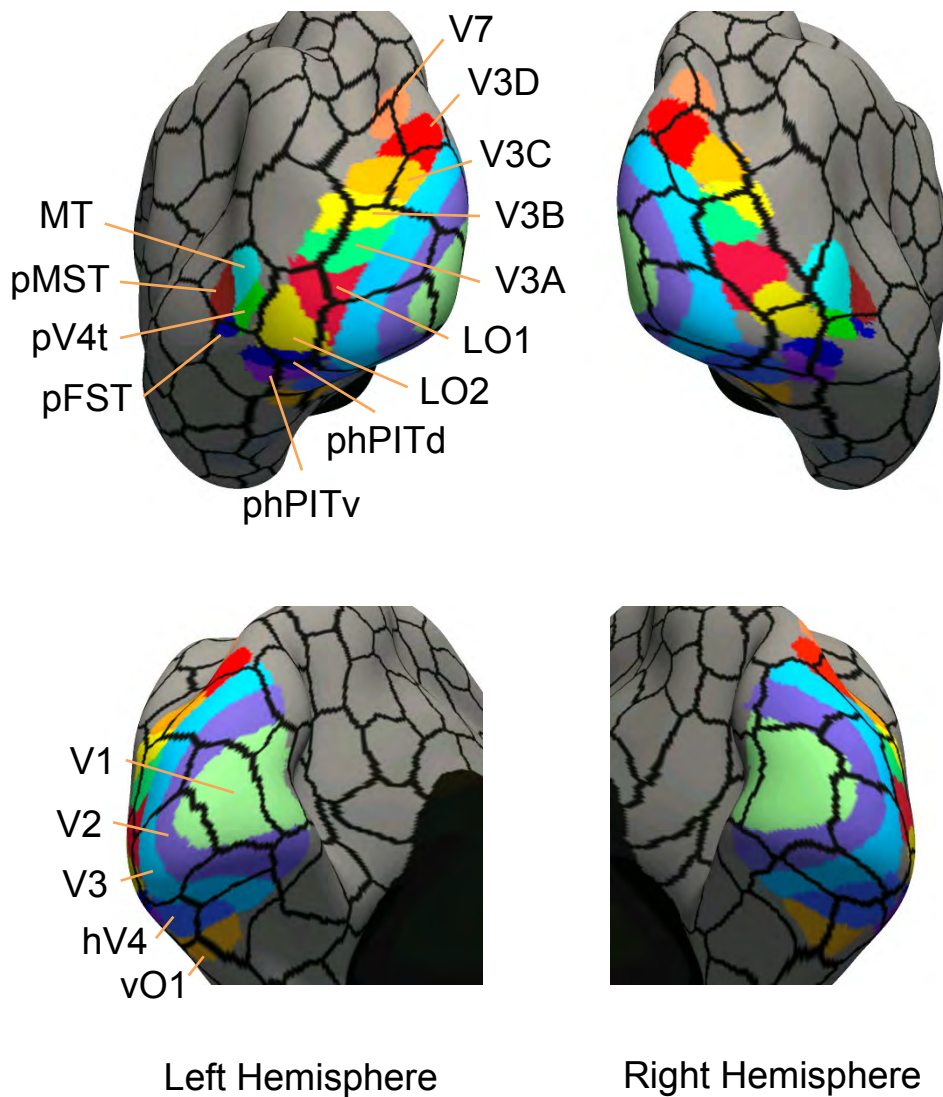 V7
V3D
V3C
MT
V3B
pMST
V3A
pV4t
LO1
pFST
LO2
phPITd
phPITv
V1
V2
V3
hV4
vO1
Left Hemisphere
Right Hemisphere